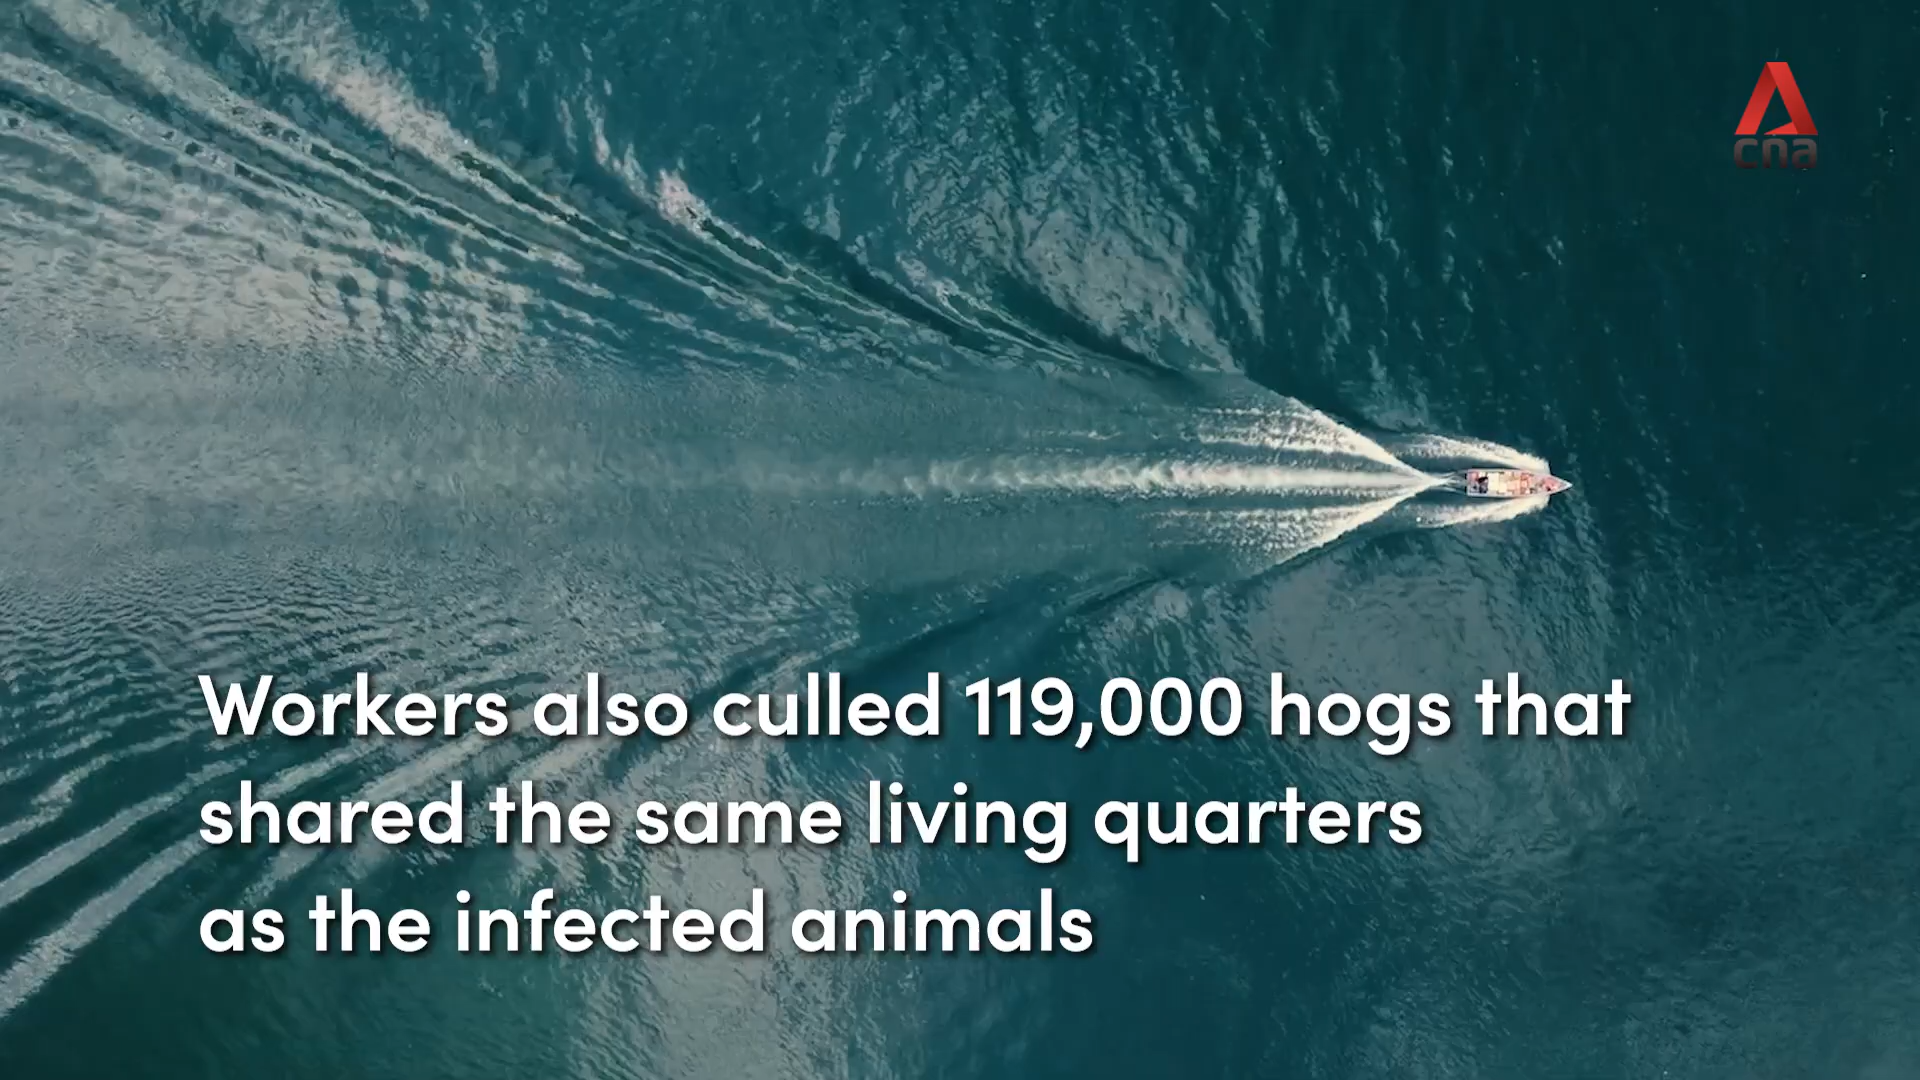 cna
Workers also culled 119,000 hogs that
shared the same living quarters
as the infected animals